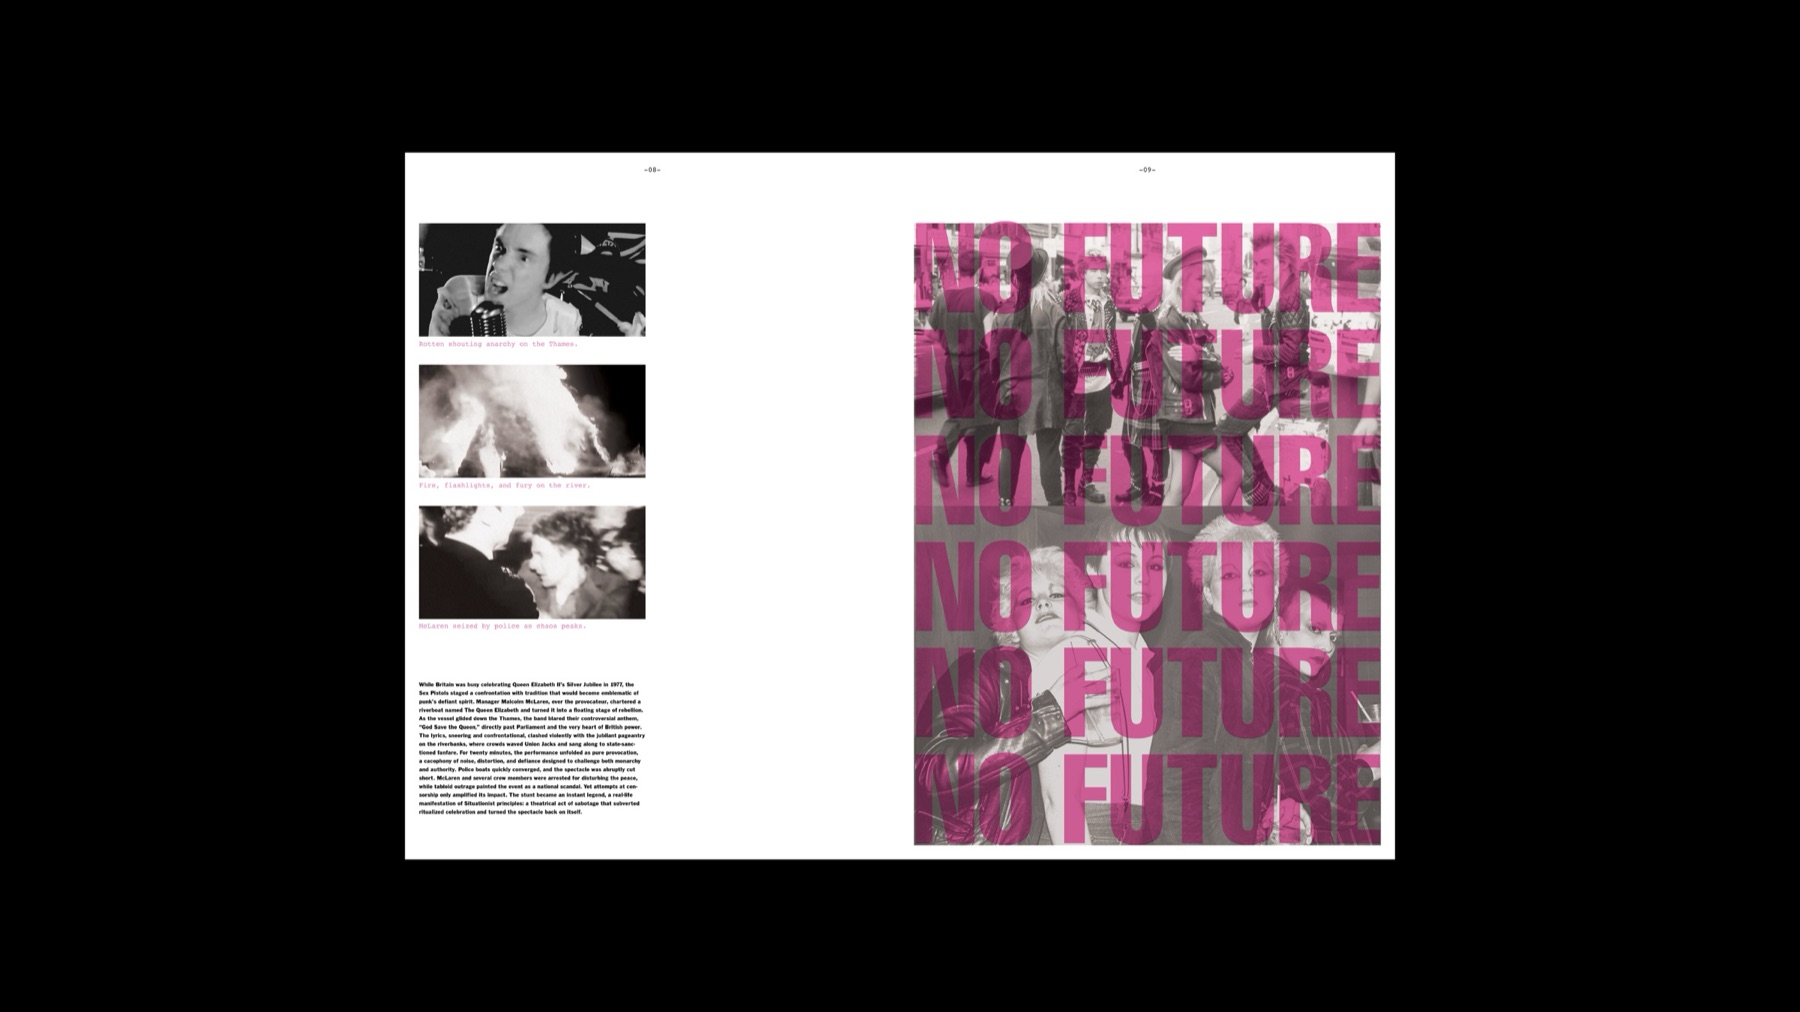 -08-
-09-
Rotten shouting anarchy on the Thames.
Fire, flashlights, and fury on the river.
McLaren seized by police as chaos peaks.
While Britain was busy celebrating Queen Elizabeth II's Silver Jubilee in 1977, the
Sex Pistols staged a confrontation with tradition that would become emblematic of
punk's defiant spirit. Manager Malcolm McLaren, ever the provocateur, chartered a
riverboat named The Queen Elizabeth and turned it into a floating stage of rebellion.
As the vessel glided down the Thames, the band blared their controversial anthem,
"God Save the Queen," directly past Parliament and the very heart of British power.
The lyrics, sneering and confrontational, clashed violently with the jubilant pageantry
on the riverbanks, where crowds waved Union Jacks and sang along to state-sanc-
tioned fanfare. For twenty minutes, the performance unfolded as pure provocation,
a cacophony of noise, distortion, and defiance designed to challenge both monarchy
and authority. Police boats quickly converged, and the spectacle was abruptly cut
short. McLaren and several crew members were arrested for disturbing the peace,
while tabloid outrage painted the event as a national scandal. Yet attempts at cen-
sorship only amplified its impact. The stunt became an instant legend, a real-life
manifestation of Situationist principles: a theatrical act of sabotage that subverted
ritualized celebration and turned the spectacle back on itself.
NO FUTURE
NO FUTURE
NO FUTURE
NO FUTURE
NO FUTURE
NO FUTURE